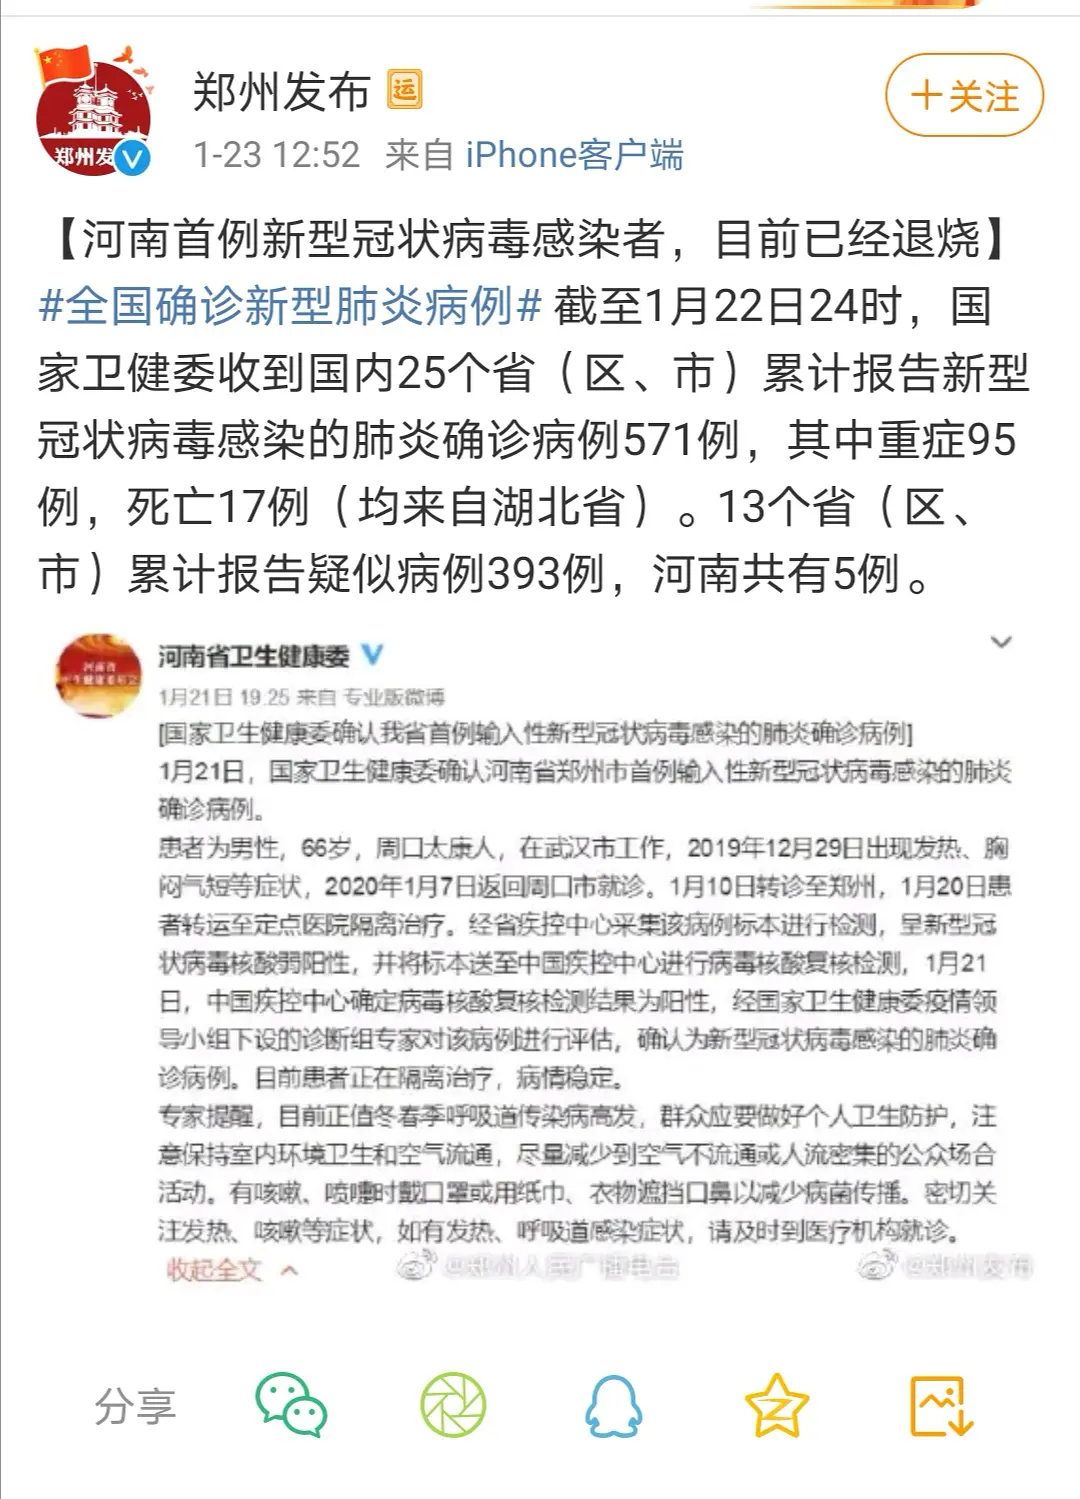 郑州发布 运
+关注
郑州发
1-23 12:52 来自 iPhone客户端
【河南首例新型冠状病毒感染者，目前已经退烧】
#全国确诊新型肺炎病例# 截至1月22日24时，国
家卫健委收到国内25个省（区、市）累计报告新型
冠状病毒感染的肺炎确诊病例571例，其中重症95
例，死亡17例（均来自湖北省）。13个省（区、
市）累计报告疑似病例393例，河南共有5例。
河南省卫生健康委
1月21日 19:25 来自 专业版微博
[国家卫生健康委确认我省首例输入性新型冠状病毒感染的肺炎确诊病例]
1月21日，国家卫生健康委确认河南省郑州市首例输入性新型冠状病毒感染的肺炎
确诊病例。
患者为男性，66岁，周口太康人，在武汉市工作，2019年12月29日出现发热、胸
闷气短等症状，2020年1月7日返回周口市就诊。1月10日转诊至郑州，1月20日患
者转运至定点医院隔离治疗。经省疾控中心采集该病例标本进行检测，呈新型冠
状病毒核酸弱阳性，并将标本送至中国疾控中心进行病毒核酸复核检测，1月21
日，中国疾控中心确定病毒核酸复核检测结果为阳性，经国家卫生健康委疫情领
导小组下设的诊断组专家对该病例进行评估，确认为新型冠状病毒感染的肺炎确
诊病例。目前患者正在隔离治疗，病情稳定。
专家提醒，目前正值冬春季呼吸道传染病高发，群众应要做好个人卫生防护，注
意保持室内环境卫生和空气流通，尽量减少到空气不流通或人流密集的公众场合
活动。有咳嗽、喷嚏时戴口罩或用纸巾、衣物遮挡口鼻以减少病菌传播。密切关
注发热、咳嗽等症状，如有发热、呼吸道感染症状，请及时到医疗机构就诊。
收起全文
@郑州人民广播电台
@郑州发布
分享